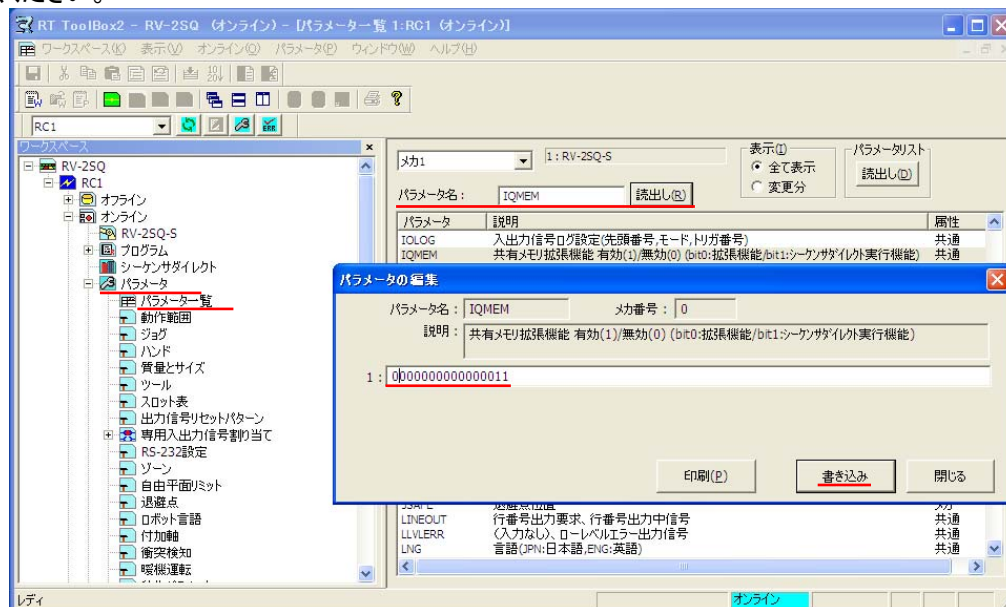 ください。
RT ToolBox2 - RV-2SQ （オンライン） - [パラメーター覧 1:RC1 (オンライン)]
ワークスペース(K) 表示(V) オンライン(O) パラメータ(P) ウィンドウ(W) ヘルプ(H)
RC1
ワークスペース
RV-2SQ
RC1
オフライン
オンライン
RV-2SQ-S
プログラム
シーケンサダイレクト
パラメータ
パラメーター覧
動作範囲
ジョグ
ハンド
質量とサイズ
ツール
スロット表
出力信号リセットパターン
専用入出力信号割り当て
RS-232設定
ゾーン
自由平面リミット
退避点
ロボット言語
付加軸
衝突検知
暖機運転
メカ1
1 : RV-2SQ-S
表示(I)
全て表示
変更分
パラメータリスト
読出し(D)
パラメータ名： IQMEM 読出し(R)
パラメータ 説明 属性
IOLOG 入出力信号ログ設定(先頭番号,モード,トリガ番号) 共通
IQMEM 共有メモリ拡張機能 有効(1)/無効(0) (bit0:拡張機能/bit1:シーケンサダイレクト実行機能) 共通
パラメータの編集
パラメータ名： IQMEM メカ番号： 0
説明： 共有メモリ拡張機能 有効(1)/無効(0) (bit0:拡張機能/bit1:シーケンサダイレクト実行機能)
1 : 0000000000000011
印刷(P) 書き込み 閉じる
LINEOUT 行番号出力要求、行番号出力中信号 共通
LLVLERR (入力なし)、ローレベルエラー出力信号 共通
LNG 言語(JPN:日本語,ENG:英語) 共通
レディ オンライン